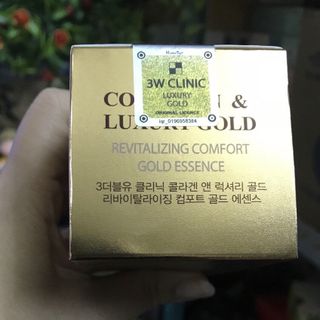 3W CLINIC
LUXURY
GOLD
ORIGINAL LICENCE
&
LUXURY GOLD
REVITALIZING COMFORT
GOLD ESSENCE
3더블유 클리닉 콜라겐 앤 럭셔리 골드
리바이탈라이징 컴포트 골드 에센스